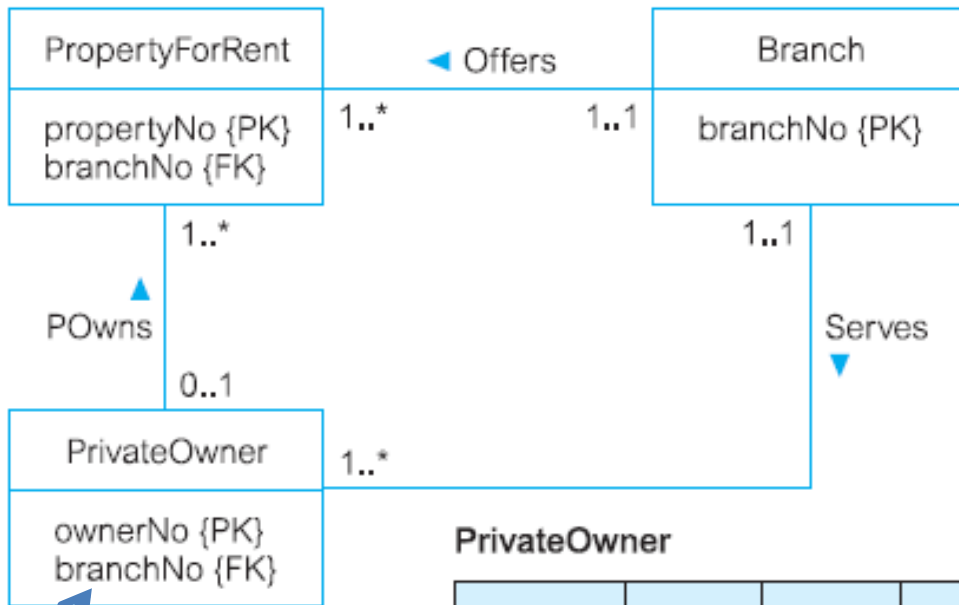 PropertyForRent
◄ Offers
Branch
propertyNo {PK}
branchNo {FK}
1..*
1..1
branchNo {PK}
1..*
1..1
▲
POwns
Serves
▼
0..1
PrivateOwner
1..*
ownerNo {PK}
branchNo {FK}
PrivateOwner